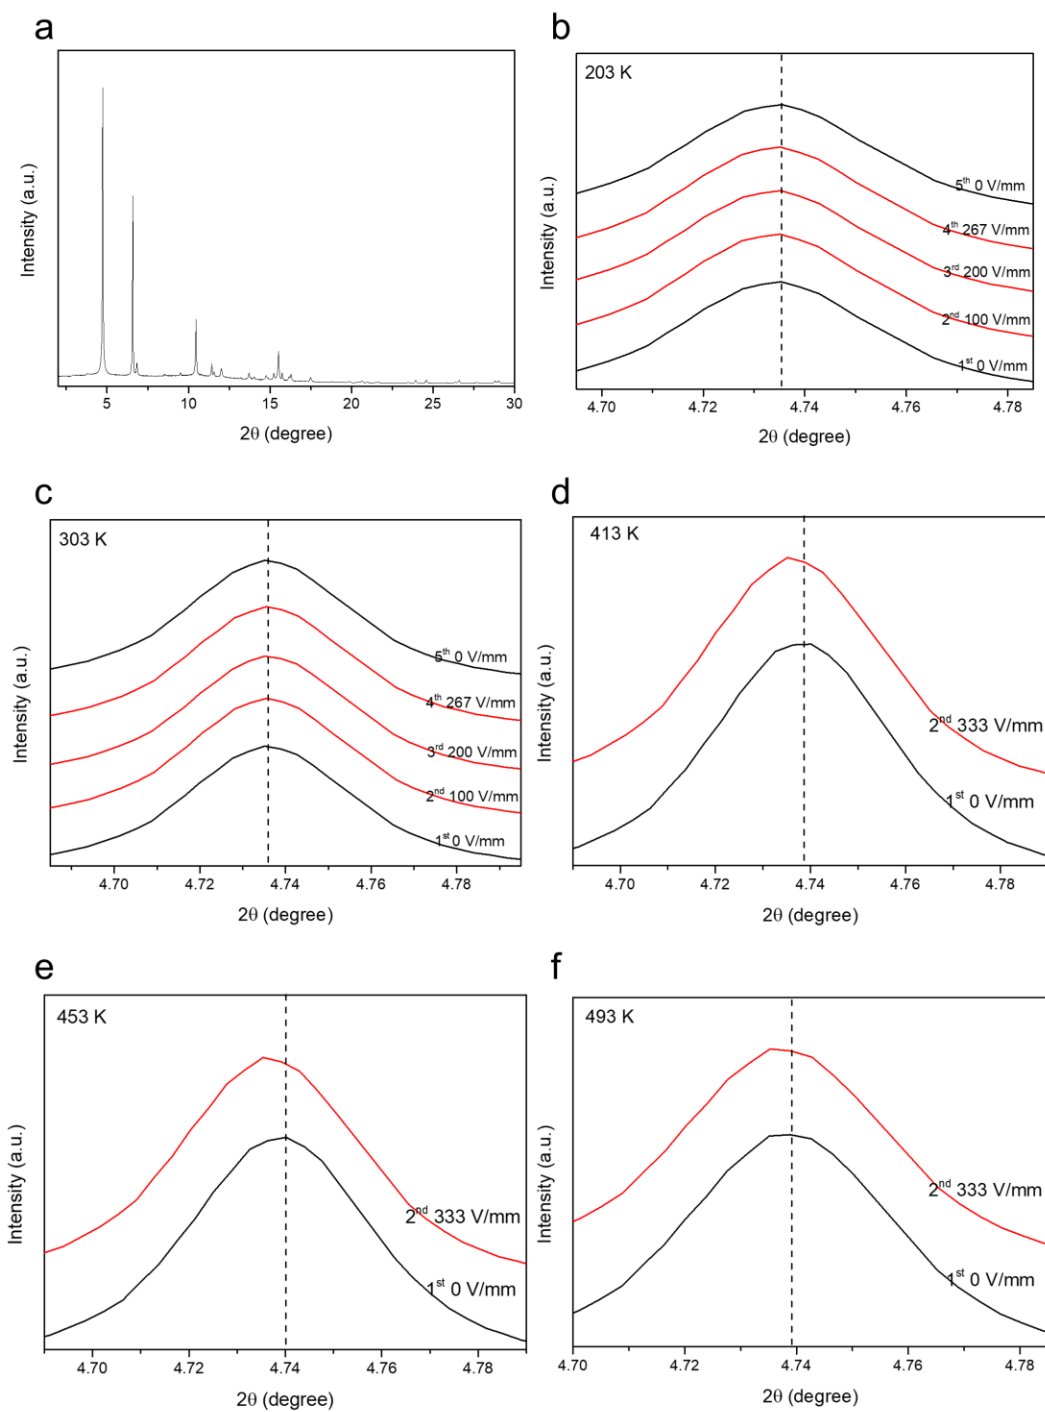 a
Intensity (a.u.)
5 10 15 20 25 30
2θ (degree)
b
203 K
Intensity (a.u.)
5th 0 V/mm
4th 267 V/mm
3rd 200 V/mm
2nd 100 V/mm
1st 0 V/mm
4.70 4.72 4.74 4.76 4.78
2θ (degree)
c
303 K
Intensity (a.u.)
5th 0 V/mm
4th 267 V/mm
3rd 200 V/mm
2nd 100 V/mm
1st 0 V/mm
4.70 4.72 4.74 4.76 4.78
2θ (degree)
d
413 K
Intensity (a.u.)
2nd 333 V/mm
1st 0 V/mm
4.70 4.72 4.74 4.76 4.78
2θ (degree)
e
453 K
Intensity (a.u.)
2nd 333 V/mm
1st 0 V/mm
4.70 4.72 4.74 4.76 4.78
2θ (degree)
f
493 K
Intensity (a.u.)
2nd 333 V/mm
1st 0 V/mm
4.70 4.72 4.74 4.76 4.78
2θ (degree)